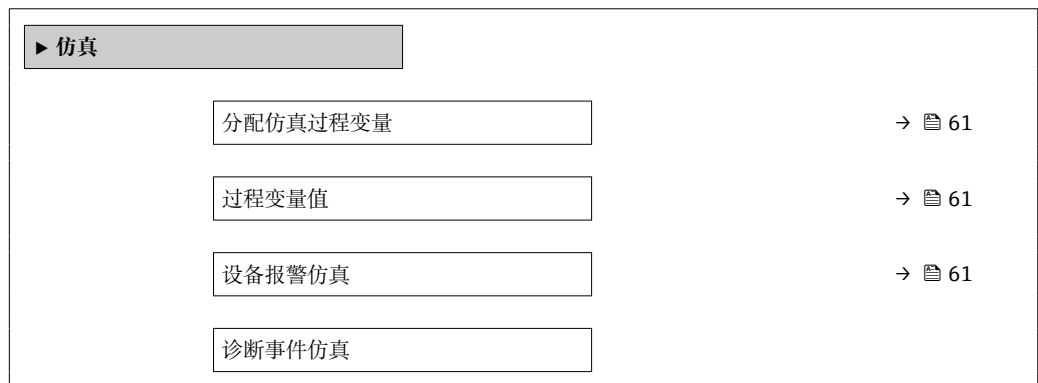 ▶ 仿真
分配仿真过程变量 → 🖹 61
过程变量值 → 🖹 61
设备报警仿真 → 🖹 61
诊断事件仿真